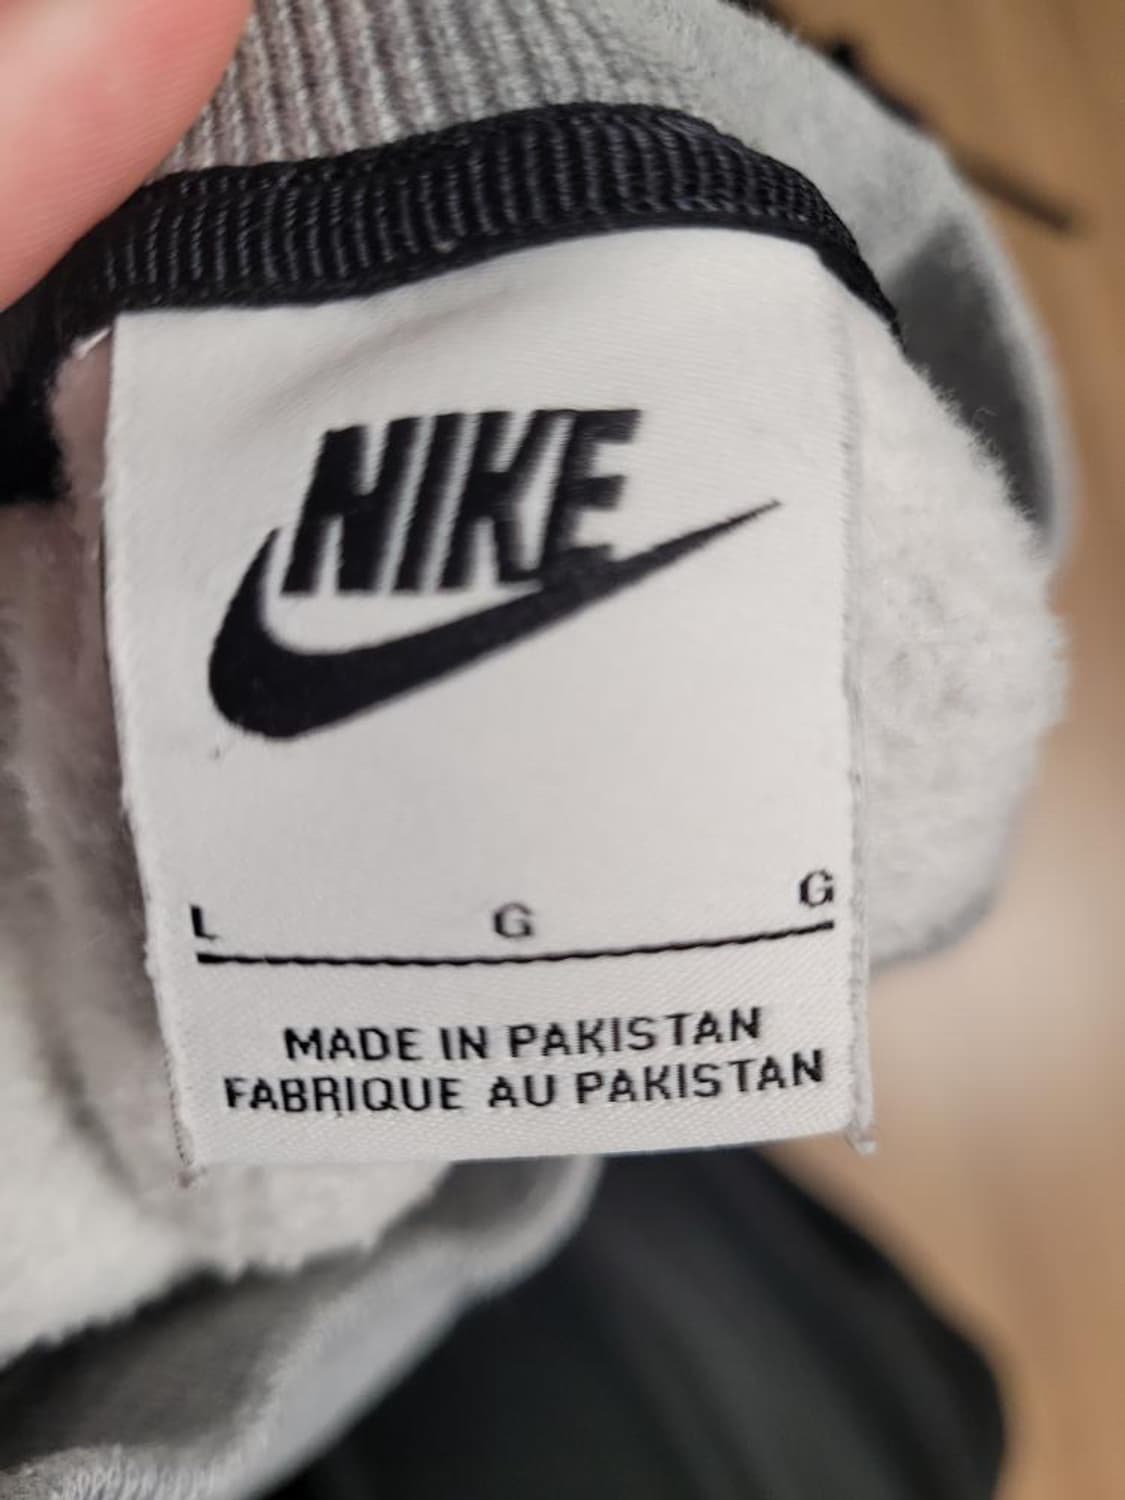 NIKE
L G G
MADE IN PAKISTAN
FABRIQUE AU PAKISTAN